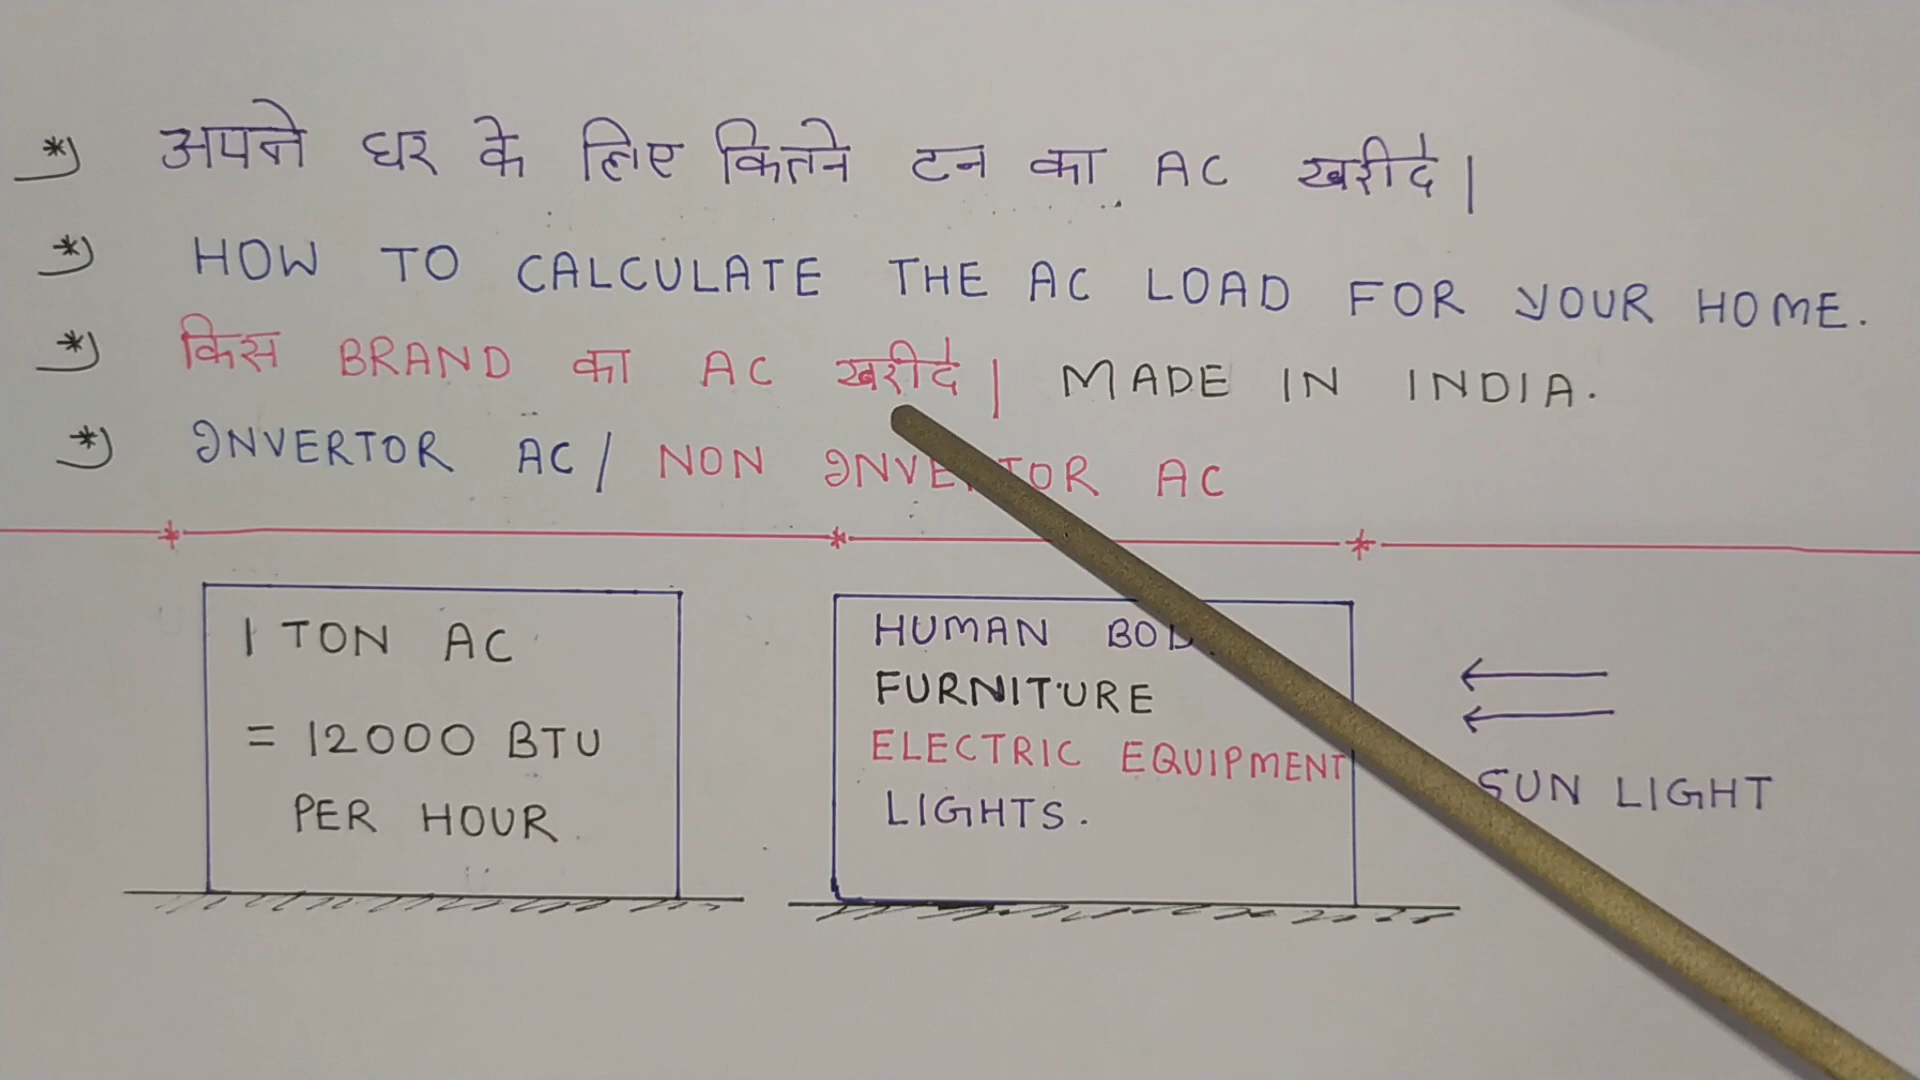 *) अपने घर के लिए कितने टन का AC खरीदे|
*) HOW TO CALCULATE THE AC LOAD FOR YOUR HOME.
*) किस BRAND का AC खरीदे| MADE IN INDIA.
*) INVERTOR AC/ NON INVERTOR AC
1 TON AC
= 12000 BTU
PER HOUR
HUMAN
FURNITURE
ELECTRIC EQUIPMENT
LIGHTS.
SUN LIGHT